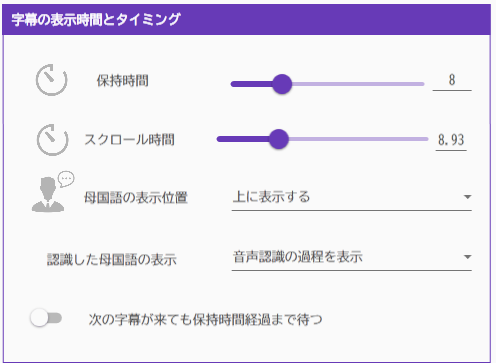 字幕の表示時間とタイミング
保持時間 8
スクロール時間 8.93
母国語の表示位置 上に表示する
認識した母国語の表示 音声認識の過程を表示
次の字幕が来ても保持時間経過まで待つ